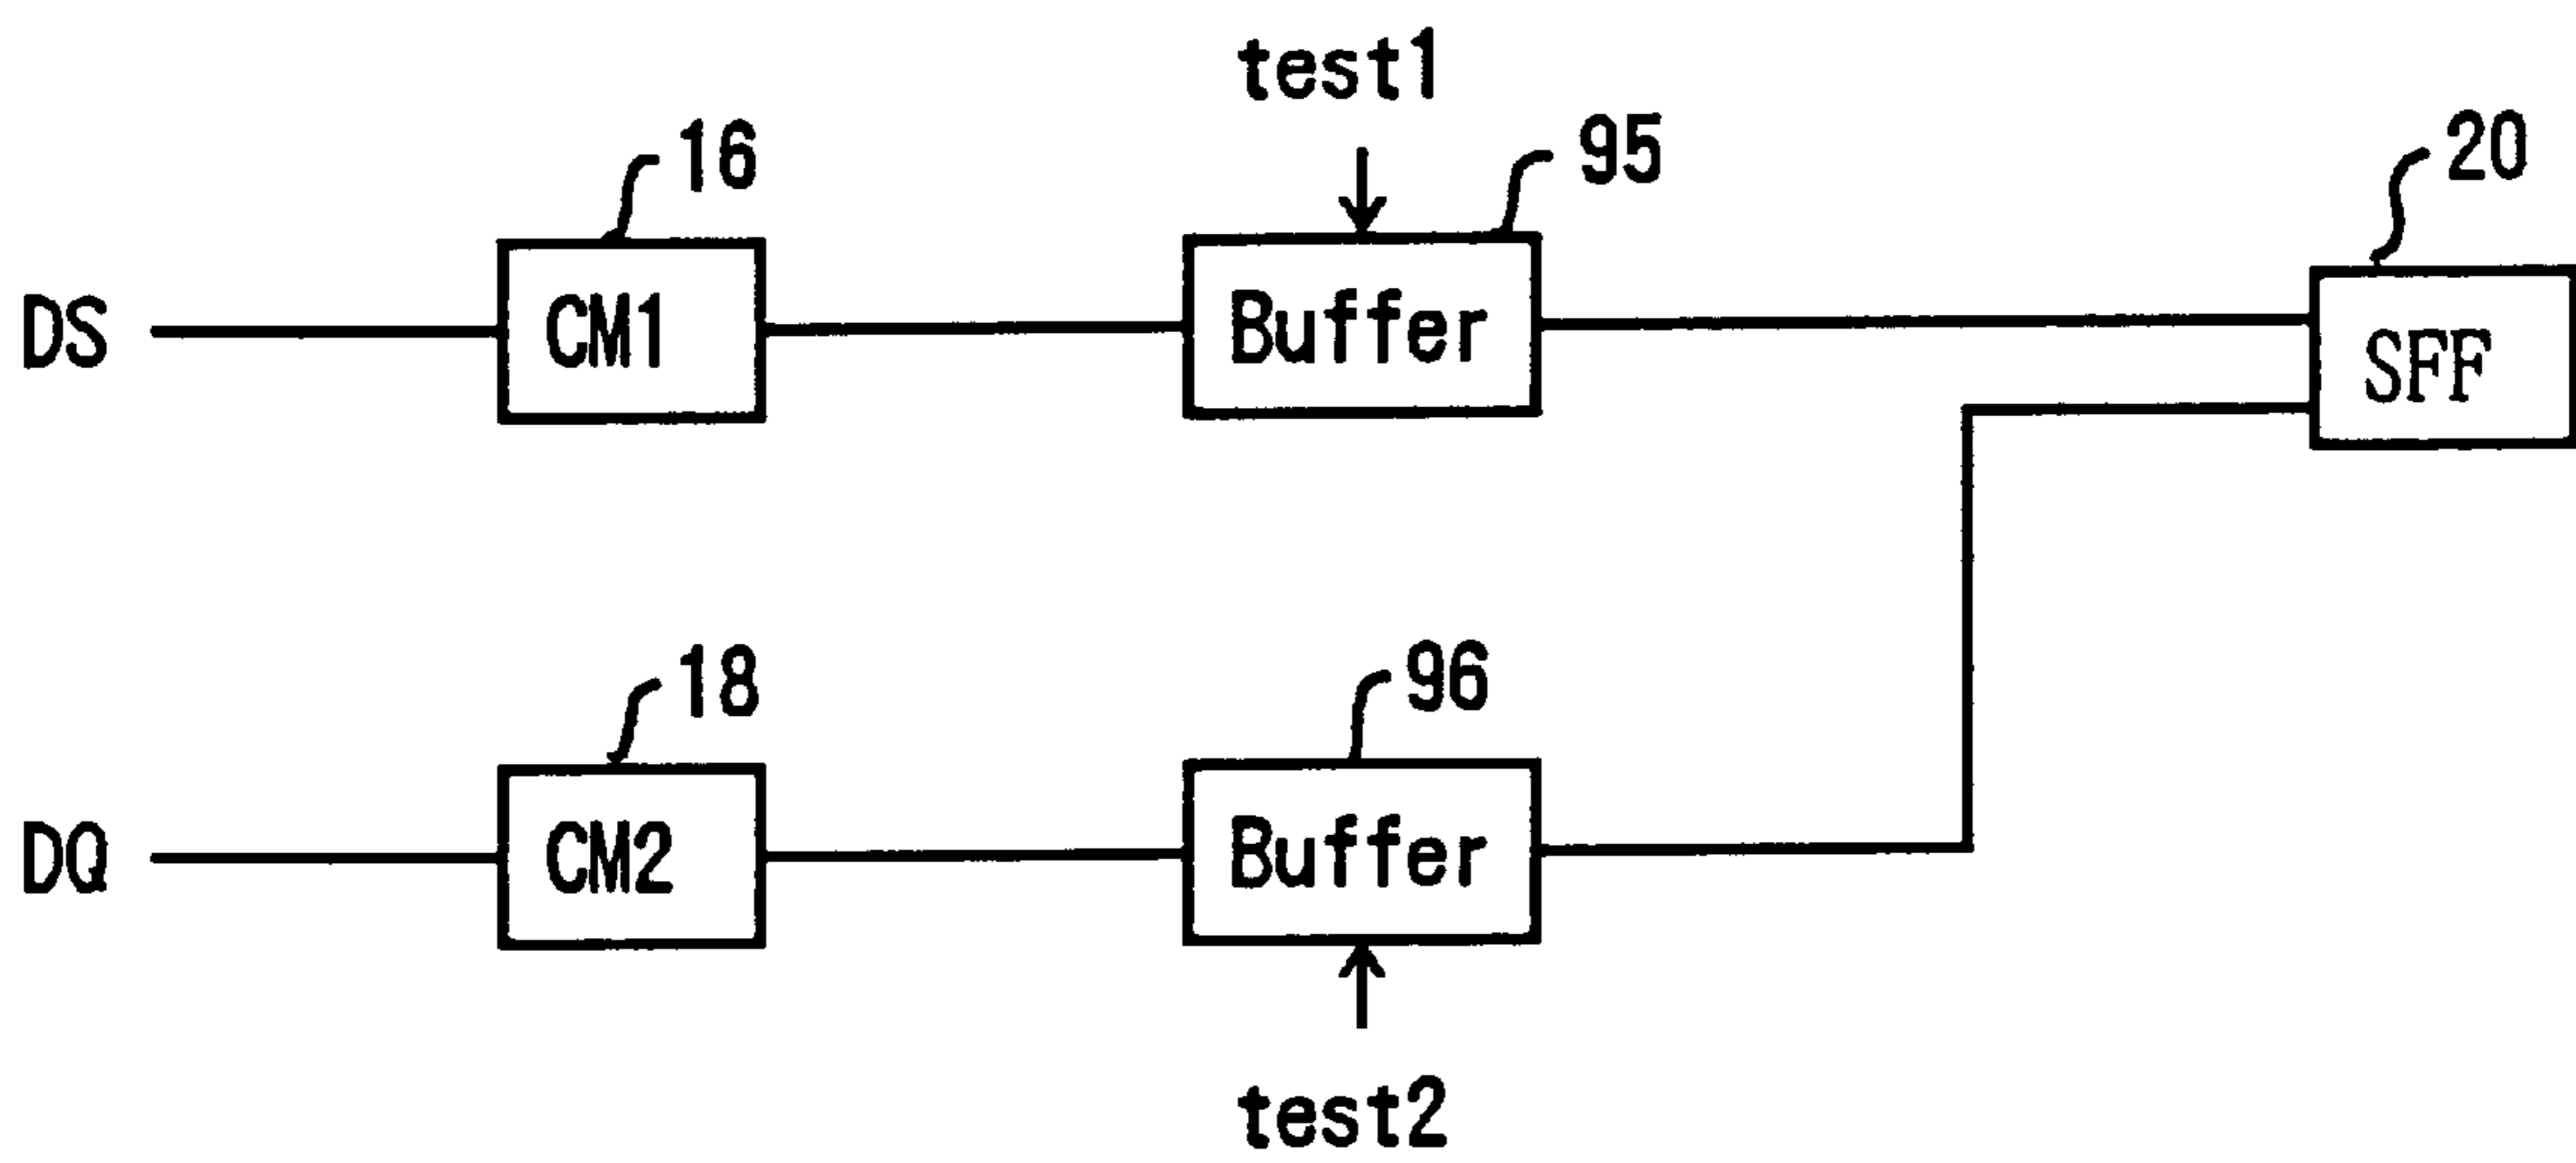 test1
16
95
20
DS
CM1
Buffer
SFF
18
96
DQ
CM2
Buffer
test2